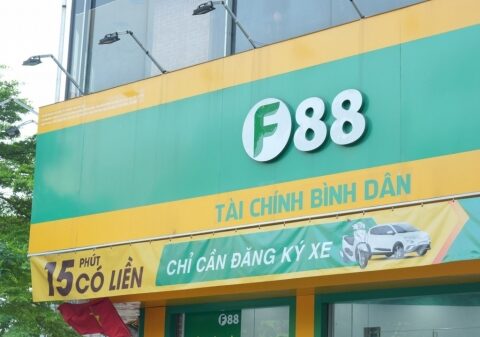 F88
TÀI CHÍNH BÌNH DÂN
15 PHÚT CÓ LIỀN
CHỈ CẦN ĐĂNG KÝ XE
F88